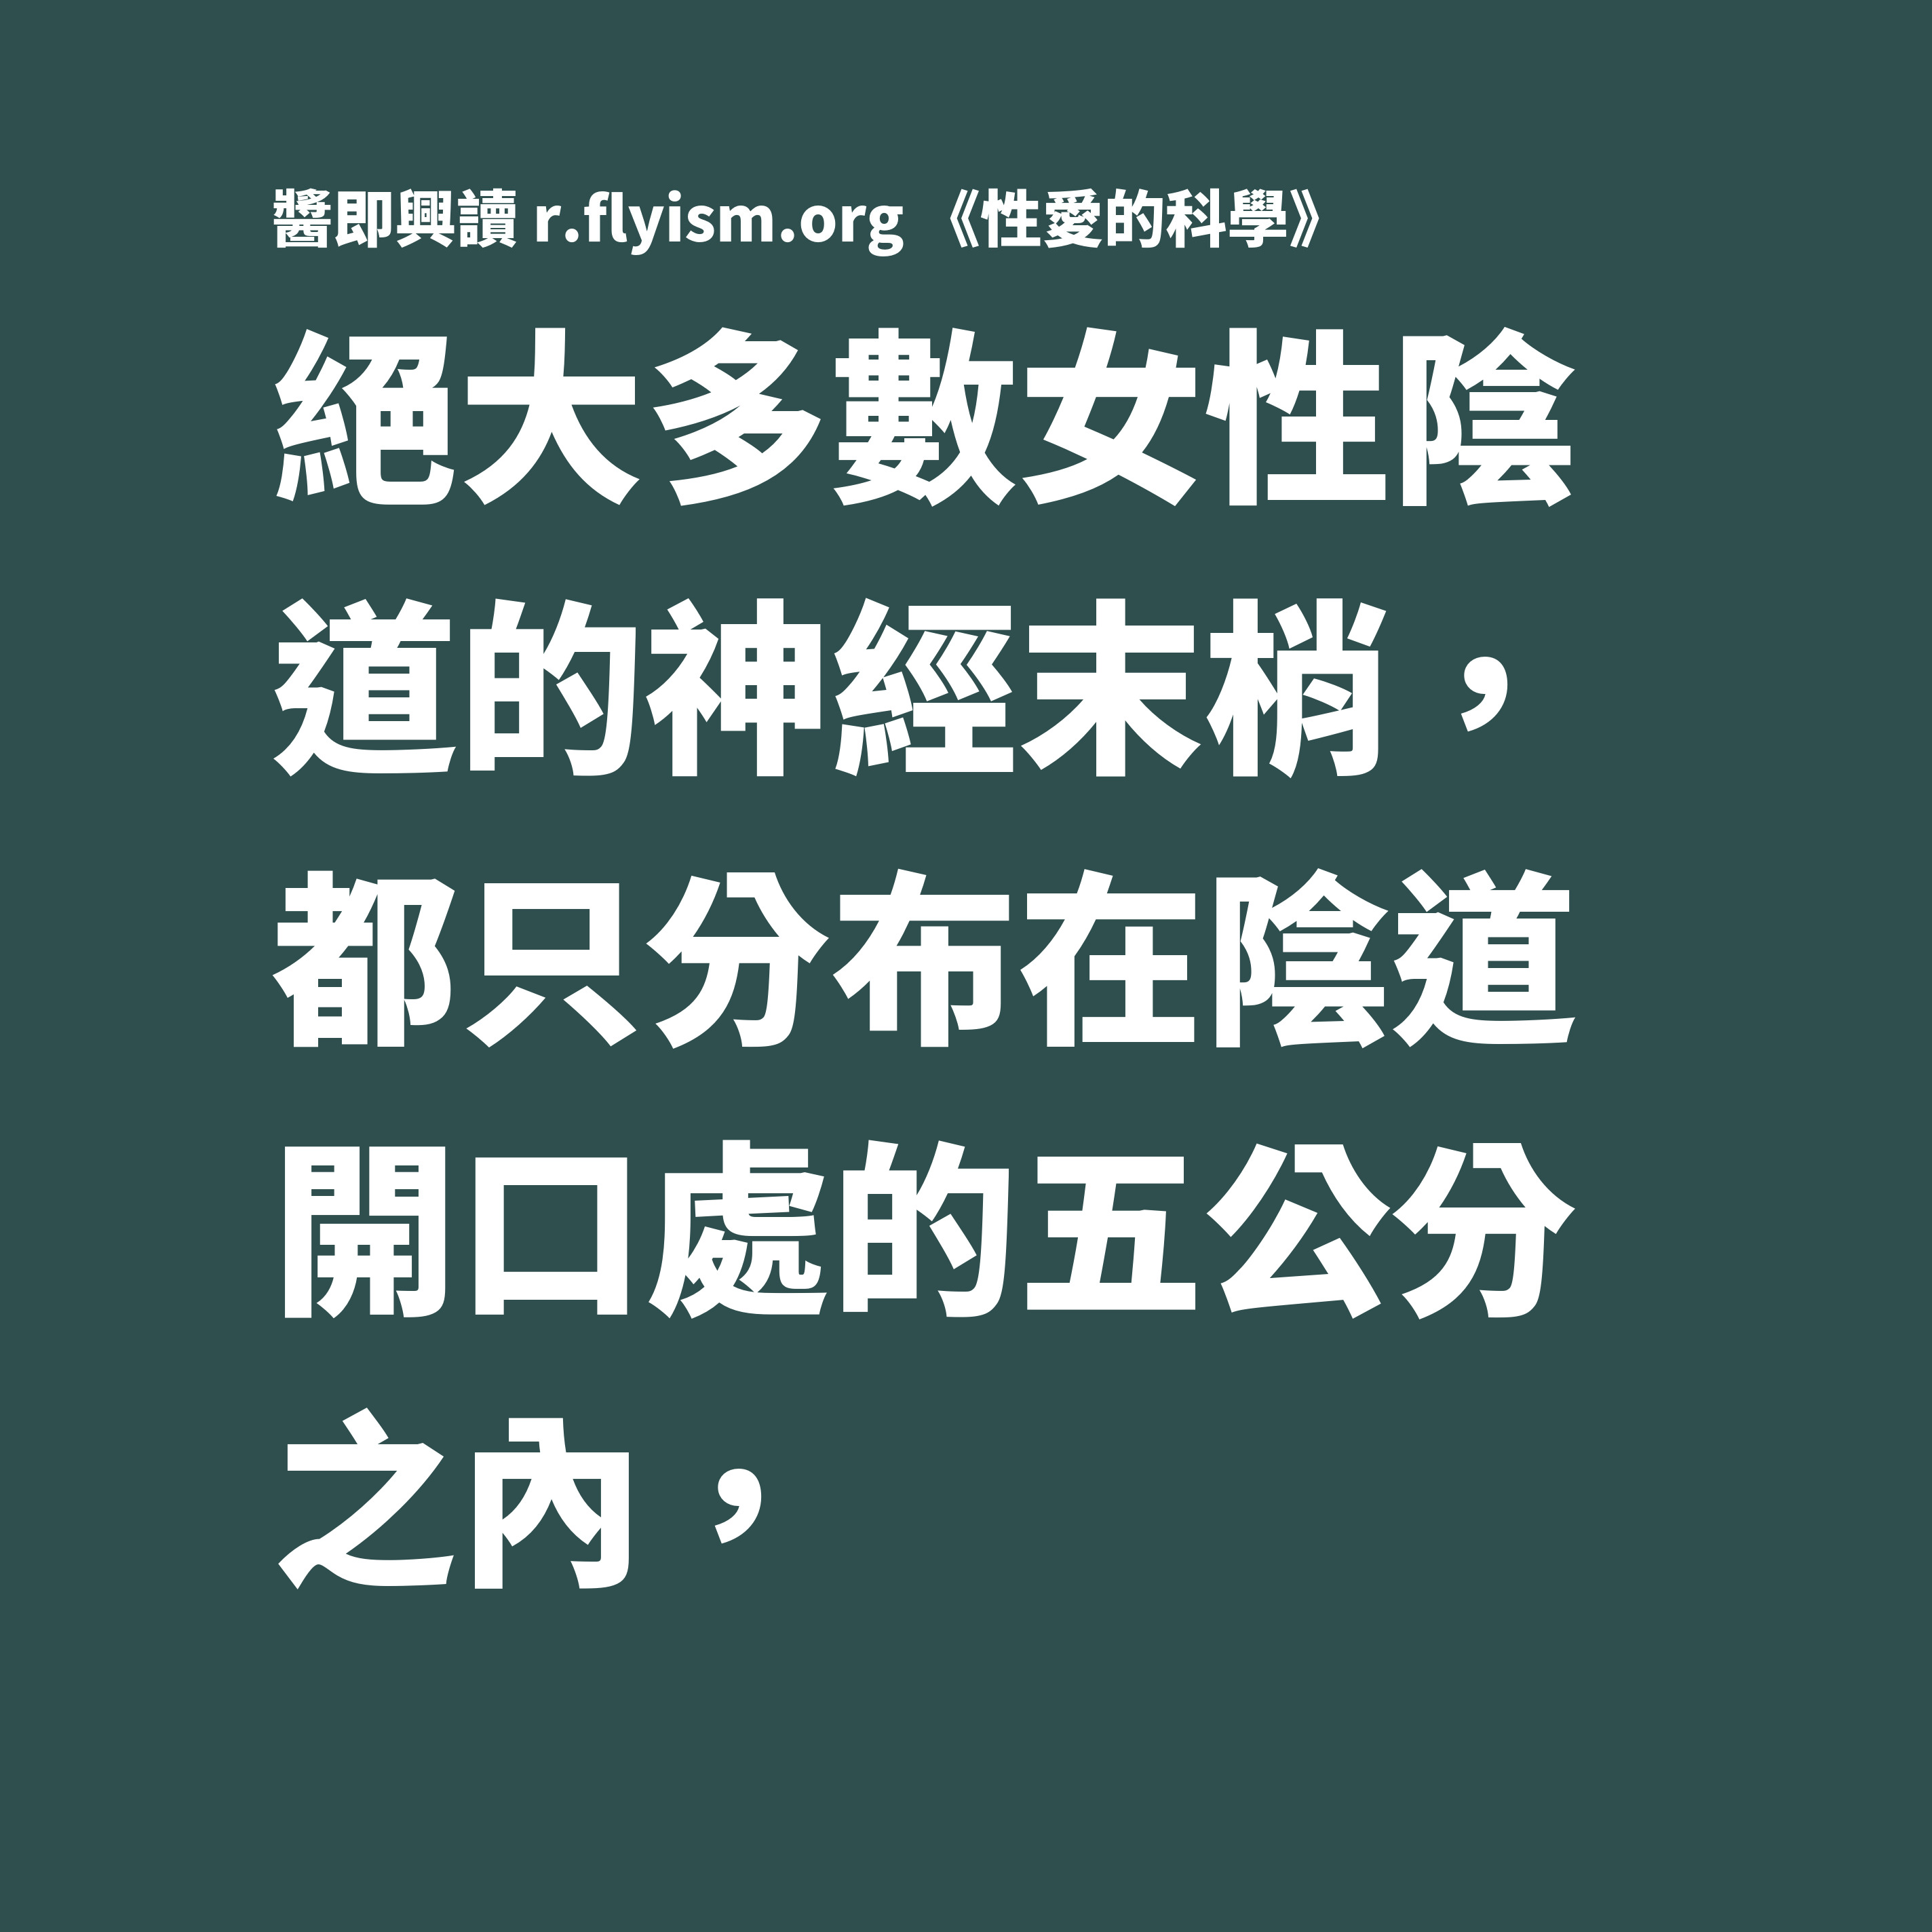 塾即與讀 r.flyism.org 《性愛的科學》
絕大多數女性陰
道的神經末梢，
都只分布在陰道
開口處的五公分
之內，